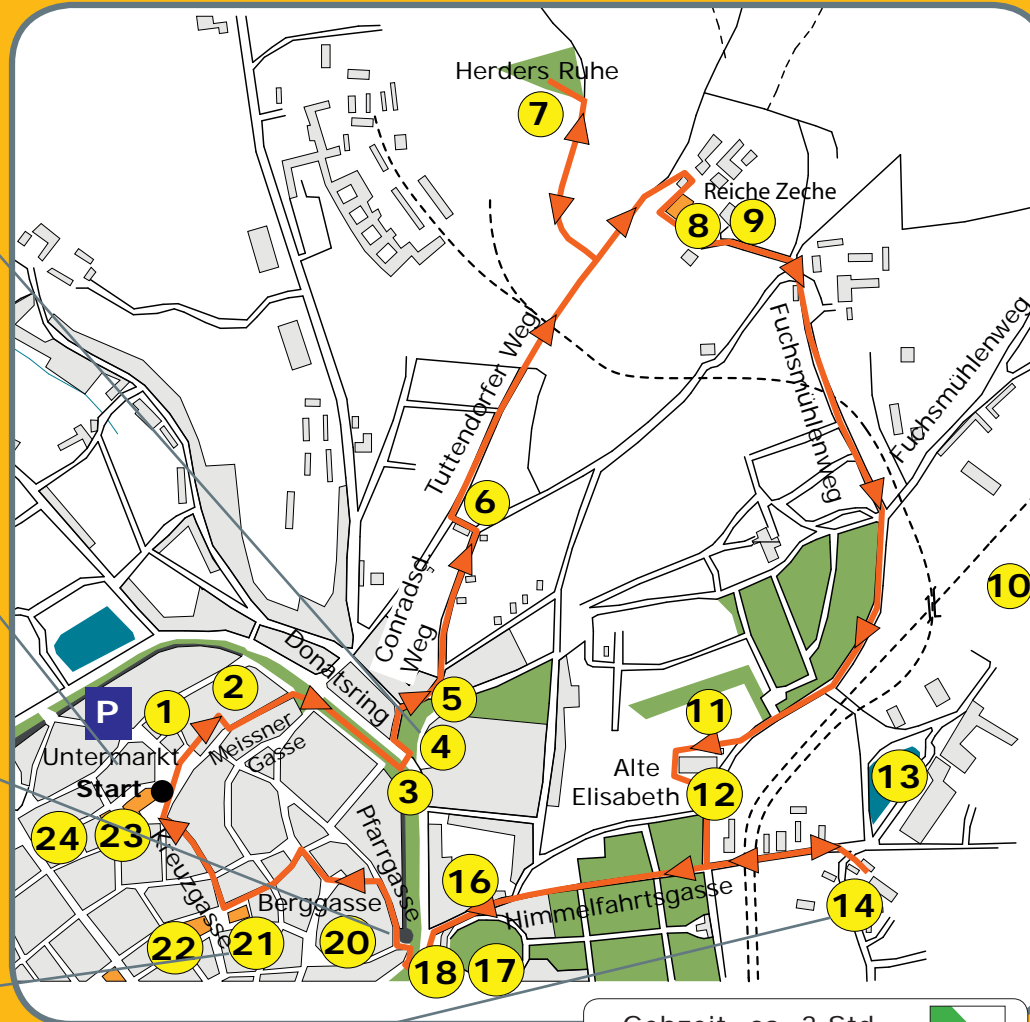 Herders Ruhe
7
Reiche Zeche
8
9
Tuttendorfer Weg
Fuchsmühlenweg
Fuchsmühlenweg
6
10
Conradsd.
Weg
Donatsring
2
5
P
1
Meissner
Gasse
4
11
Untermarkt
Start
3
Alte
Elisabeth
12
13
24
23
Kreuzgasse
Pfarrgasse
16
Berggasse
Himmelfahrtsgasse
14
22
21
20
18
17